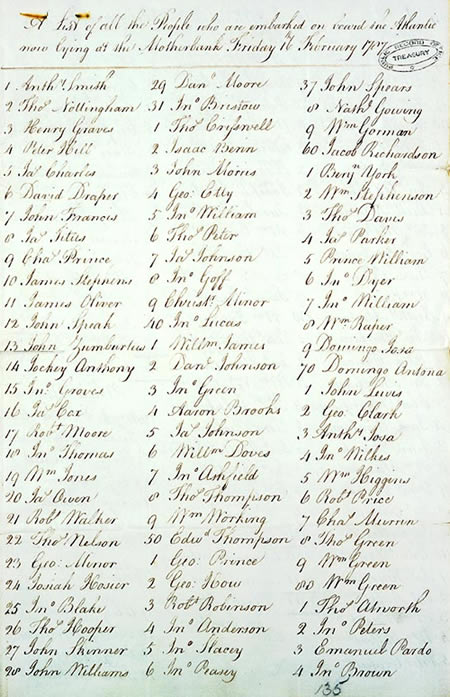 A List of all the People who are embarked on board the Atlantic
now lying at the Motherbank Friday 16 February 1787
TREASURY
1 Anthy. Smith
2 Thos. Nottingham
3 Henry Graves
4 Peter Hill
5 Jas. Charles
6 David Draper
7 John Francis
8 Jas. Titus
9 Chas. Prince
10 James Stephens
11 James Oliver
12 John Speak
13 John Zumburlies
14 Jockey Anthony
15 Jno. Groves
16 Jas. Cox
17 Robt. Moore
18 Jno. Thomas
19 Wm. Jones
20 Jas. Owen
21 Robt. Walker
22 Thos. Nelson
23 Geo: Minor
24 Josiah Hosier
25 Jno. Blake
26 Thos. Hooper
27 John Skinner
28 John Williams
29 Danl. Moore
31 Jno. Bristow
1 Thos. Crisswell
2 Isaac Benn
3 John Morris
4 Geo: Elly
5 Jno. William
6 Thos. Peter
7 Jas. Johnson
8 Jno. Goff
9 Christr. Minor
40 Jno. Lucas
1 Willm. James
2 Danl. Johnson
3 Jno. Green
4 Aaron Brooks
5 Jas. Johnson
6 Willm. Doves
7 Jno. Ashfield
8 Thos. Thompson
9 Wm. Working
50 Edwd. Thompson
1 Geo: Prince
2 Geo: How
3 Robt. Robinson
4 Jno. Anderson
5 Jno. Stacey
6 Jno. Peasey
37 John Spears
8 Nathl. Gowing
9 Wm. Gorman
60 Jacob Richardson
1 Benjn. York
2 Wm. Stephenson
3 Thos. Davis
4 Jas. Parker
5 Prince William
6 Jno. Dyer
7 Jno. William
8 Wm. Raper
9 Domingo Josa
70 Domingo Antona
1 John Lewis
2 Geo: Clark
3 Anthy. Josa
4 Jno. Wilkes
5 Wm. Higgins
6 Robt. Price
7 Chas. Murrin
8 Thos. Green
9 Wm. Green
80 Wm. Green
1 Thos. Atsworth
2 Jno. Peters
3 Emanuel Pardo
4 Jno. Brown
135